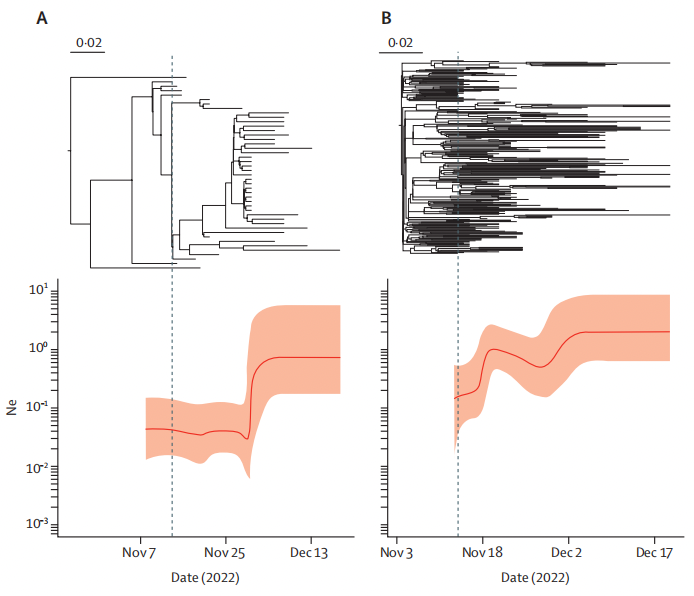 A
B
0·02
0·02
10¹
10⁰
10⁻¹
10⁻²
10⁻³
Ne
Nov 7
Nov 25
Dec 13
Date (2022)
Nov 3
Nov 18
Dec 2
Dec 17
Date (2022)